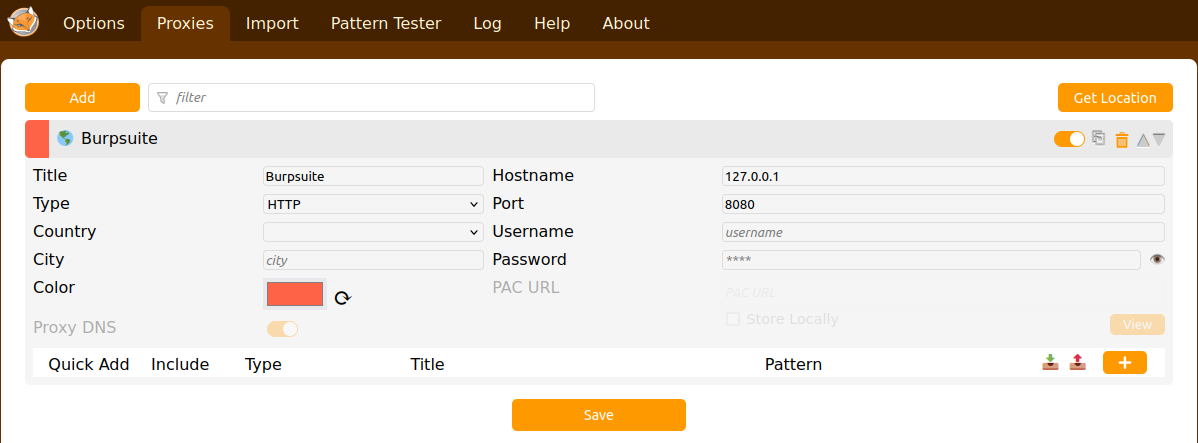 Options Proxies Import Pattern Tester Log Help About
Add filter Get Location
Burpsuite
Title Burpsuite Hostname 127.0.0.1
Type HTTP Port 8080
Country Username username
City city Password ****
Color PAC URL PAC URL
Proxy DNS Store Locally View
Quick Add Include Type Title Pattern +
Save